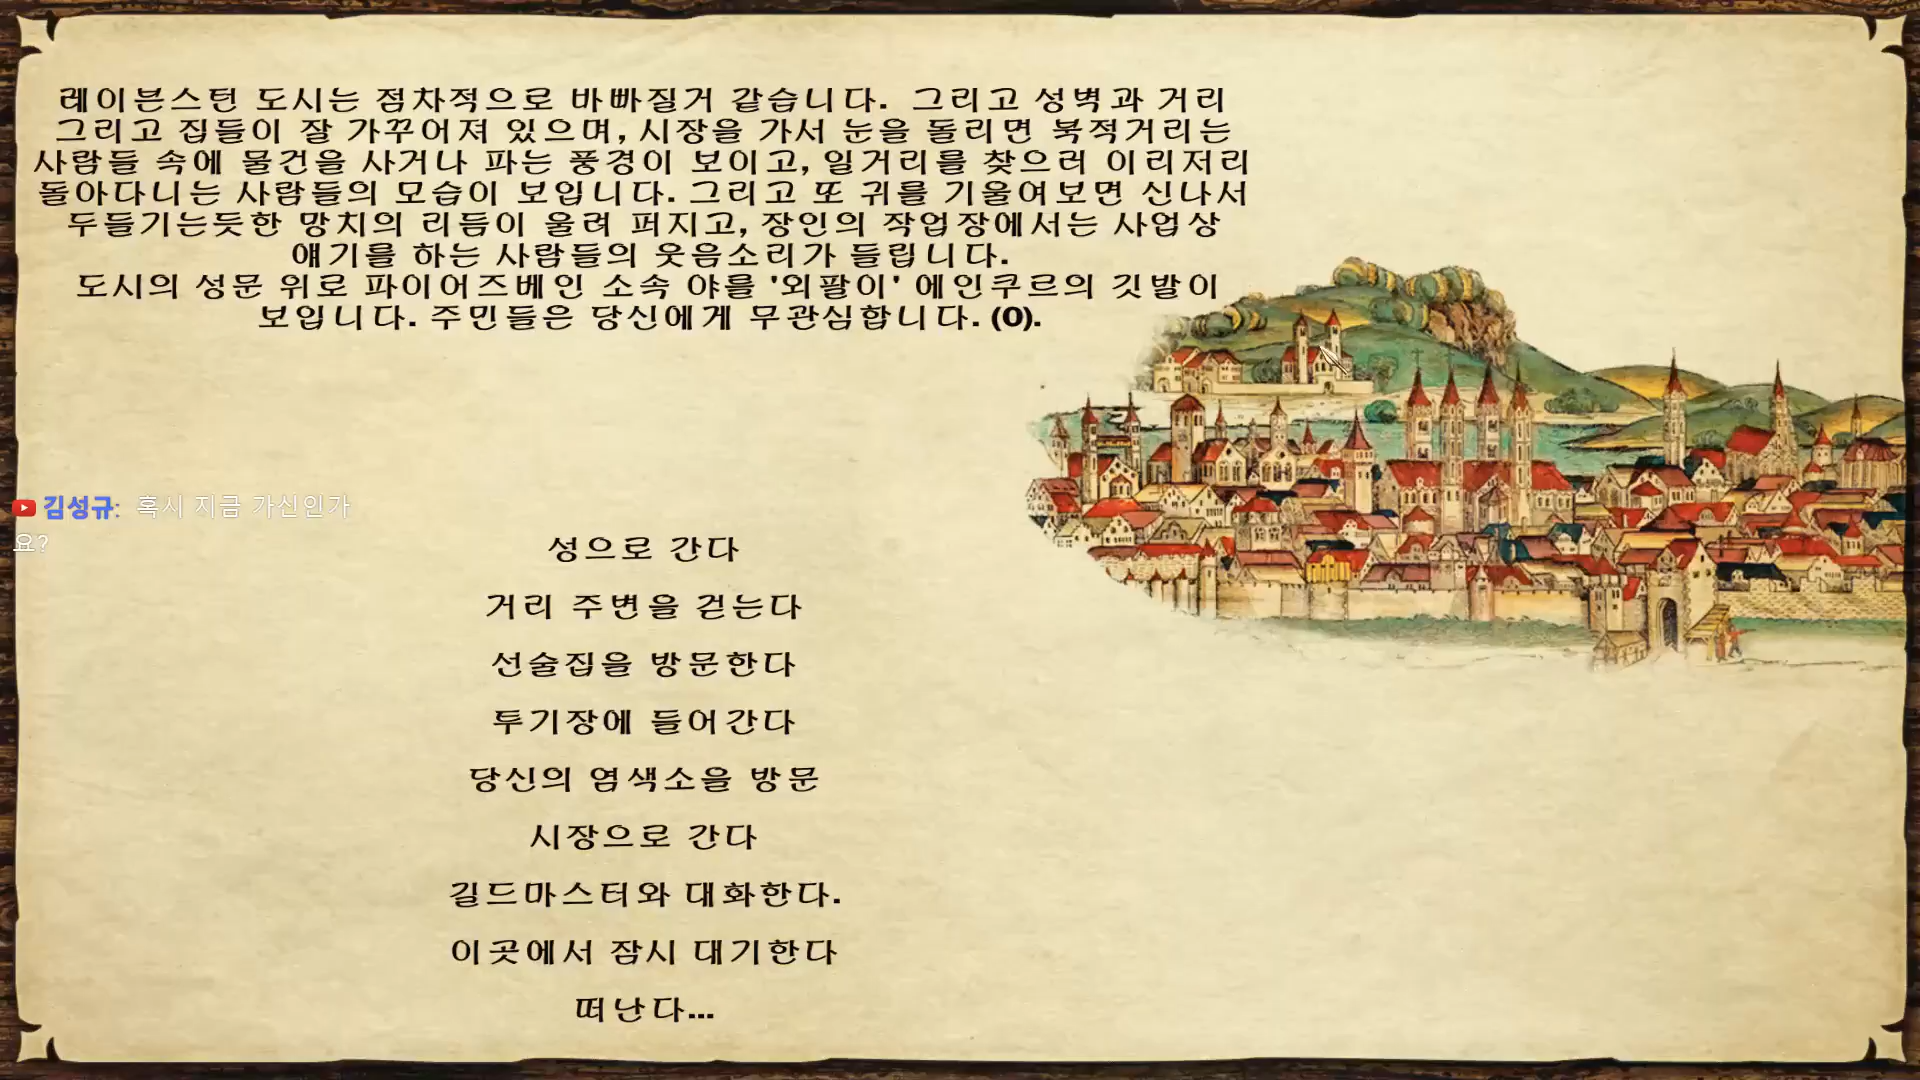 레이븐스턴 도시는 점차적으로 바빠질거 같습니다. 그리고 성벽과 거리
그리고 집들이 잘 가꾸어져 있으며, 시장을 가서 눈을 돌리면 북적거리는
사람들 속에 물건을 사거나 파는 풍경이 보이고, 일거리를 찾으러 이리저리
돌아다니는 사람들의 모습이 보입니다. 그리고 또 귀를 기울여보면 신나서
두들기는듯한 망치의 리듬이 울려 퍼지고, 장인의 작업장에서는 사업상
얘기를 하는 사람들의 웃음소리가 들립니다.
도시의 성문 위로 파이어즈베인 소속 야를 '외팔이' 에인쿠르의 깃발이
보입니다. 주민들은 당신에게 무관심합니다. (0).
김성규: 혹시 지금 가신인가
요?
성으로 간다
거리 주변을 걷는다
선술집을 방문한다
투기장에 들어간다
당신의 염색소을 방문
시장으로 간다
길드마스터와 대화한다.
이곳에서 잠시 대기한다
떠난다...